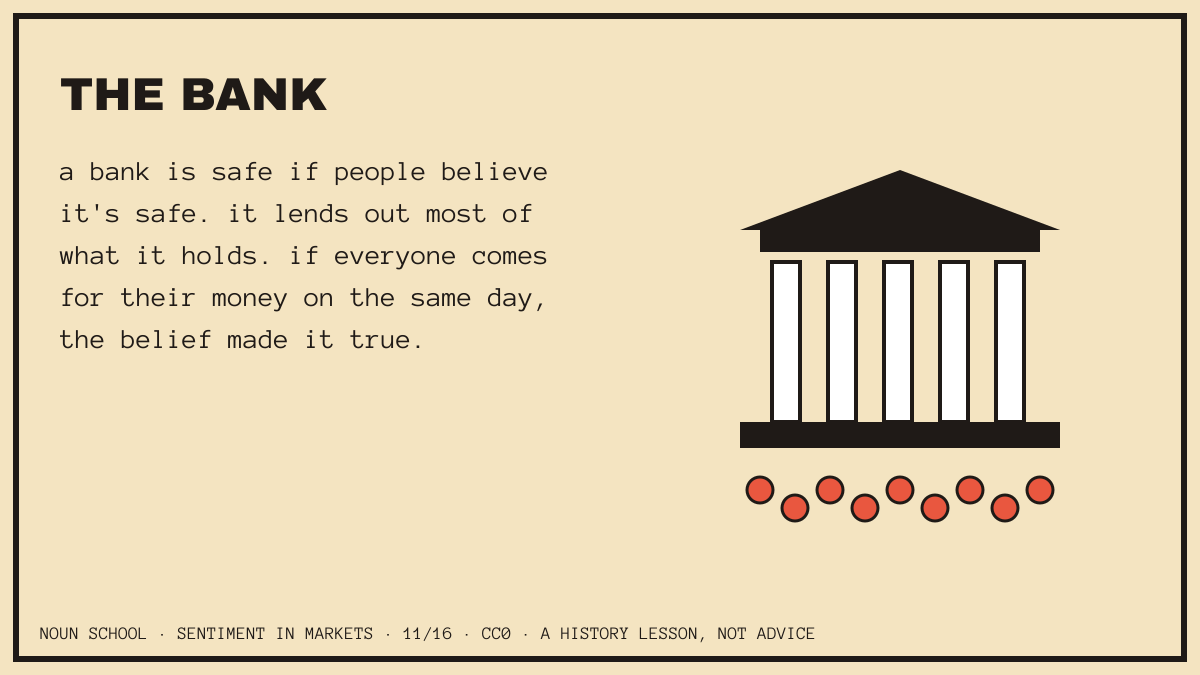 THE BANK
a bank is safe if people believe
it's safe. it lends out most of
what it holds. if everyone comes
for their money on the same day,
the belief made it true.
NOUN SCHOOL · SENTIMENT IN MARKETS · 11/16 · CC0 · A HISTORY LESSON, NOT ADVICE